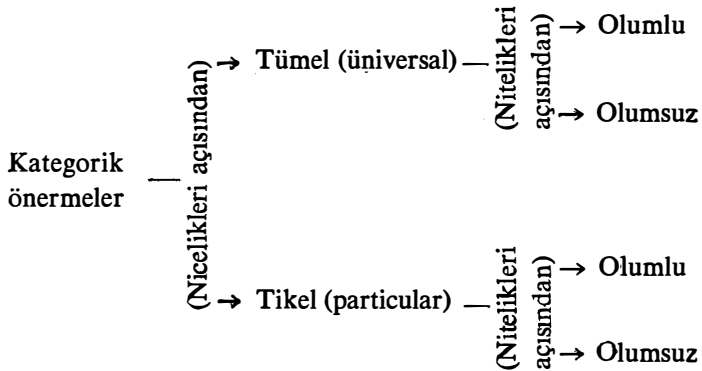 Kategorik
önermeler
(Nicelikleri açısından)
→ Tümel (üniversal)
(Nitelikleri
açısından)
→ Olumlu
→ Olumsuz
→ Tikel (particular)
(Nitelikleri
açısından)
→ Olumlu
→ Olumsuz